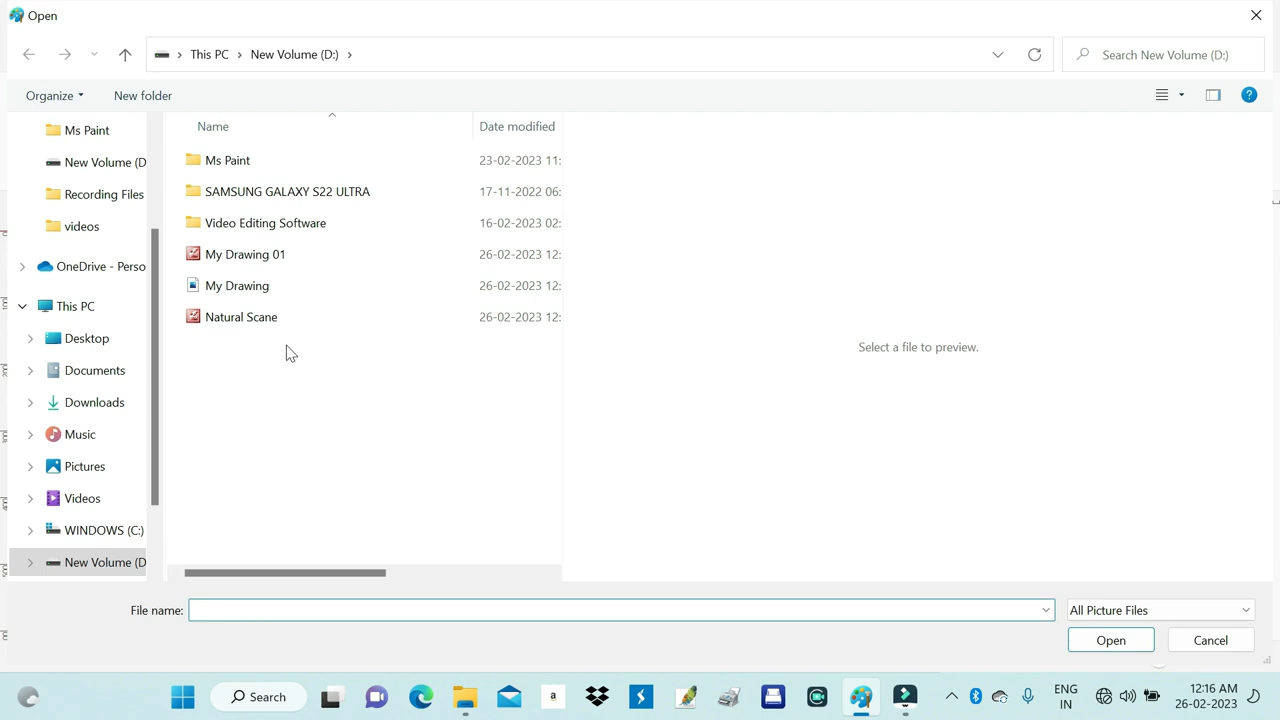 Open
This PC > New Volume (D:) >
Search New Volume (D:)
Organize
New folder
?
Name
Date modified
Ms Paint
New Volume (D
Recording Files
videos
OneDrive - Perso
This PC
Desktop
Documents
Downloads
Music
Pictures
Videos
WINDOWS (C:)
New Volume (D
Ms Paint 23-02-2023 11:
SAMSUNG GALAXY S22 ULTRA 17-11-2022 06:
Video Editing Software 16-02-2023 02:
My Drawing 01 26-02-2023 12:
My Drawing 26-02-2023 12:
Natural Scane 26-02-2023 12:
Select a file to preview.
File name:
All Picture Files
Open
Cancel
Search
a
ENG
IN
12:16 AM
26-02-2023